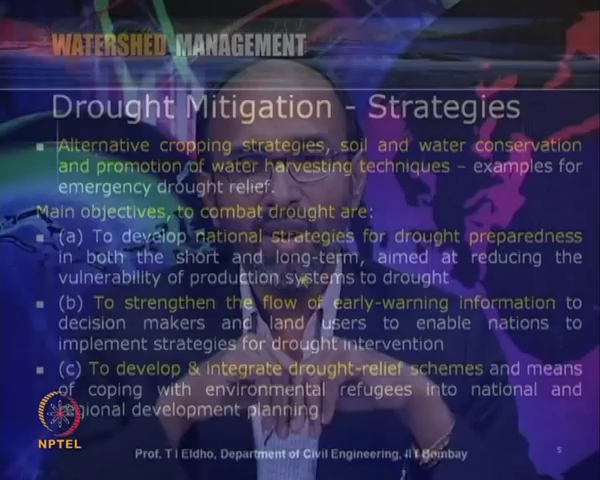 WATERSHED MANAGEMENT
Drought Mitigation - Strategies
▪ Alternative cropping strategies, soil and water conservation
and promotion of water harvesting techniques – examples for
emergency drought relief.
Main objectives, to combat drought are:
▪ (a) To develop national strategies for drought preparedness
in both the short and long-term, aimed at reducing the
vulnerability of production systems to drought
▪ (b) To strengthen the flow of early-warning information to
decision makers and land users to enable nations to
implement strategies for drought intervention
▪ (c) To develop & integrate drought-relief schemes and means
of coping with environmental refugees into national and
regional development planning
NPTEL
Prof. T I Eldho, Department of Civil Engineering, IIT Bombay
5